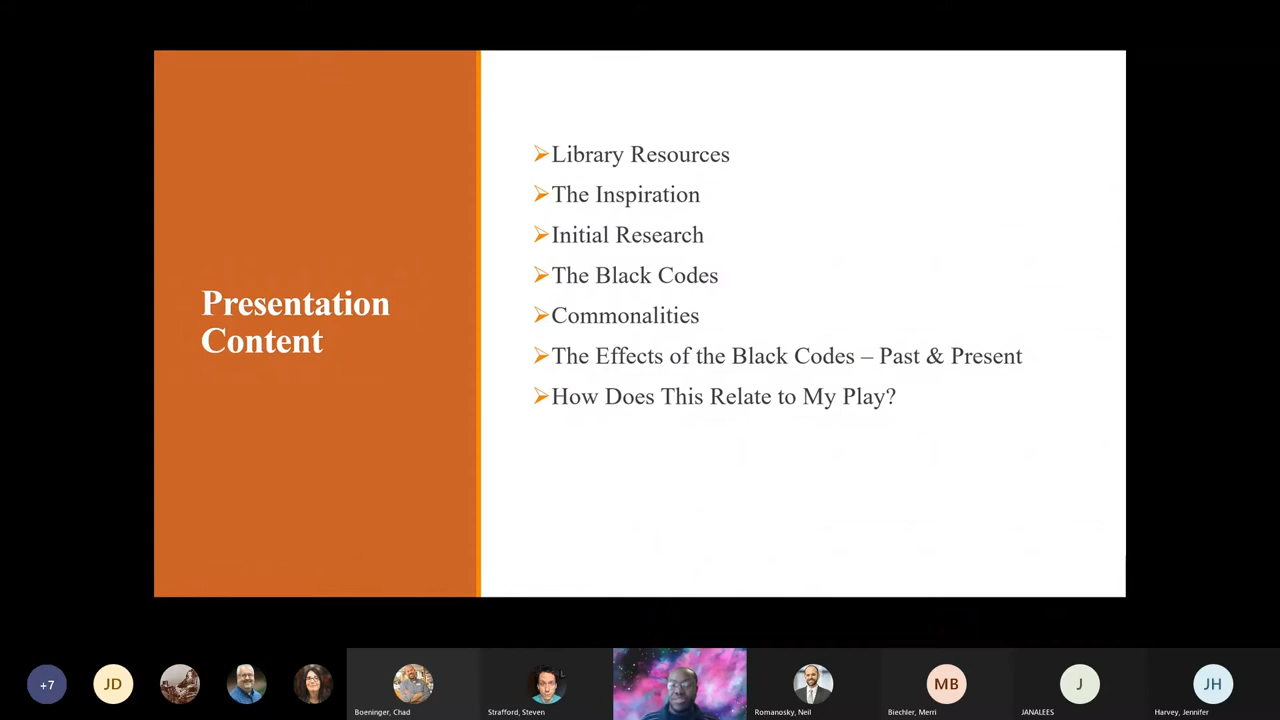 Presentation
Content
Library Resources
The Inspiration
Initial Research
The Black Codes
Commonalities
The Effects of the Black Codes – Past & Present
How Does This Relate to My Play?
+7
JD
MB
J
JH
Boeninger, Chad
Strafford, Steven
Romanosky, Neil
Biechler, Merri
JANALEES
Harvey, Jennifer